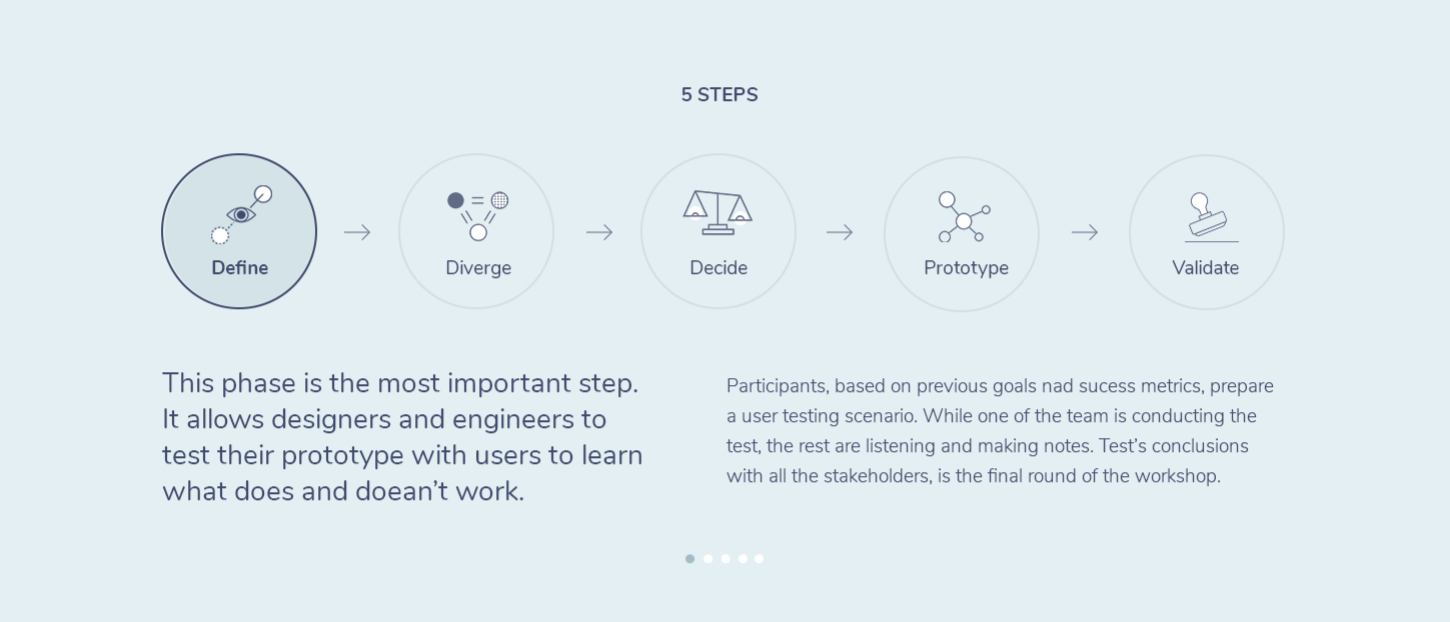 5 STEPS
Define
Diverge
Decide
Prototype
Validate
This phase is the most important step.
It allows designers and engineers to
test their prototype with users to learn
what does and doean’t work.
Participants, based on previous goals nad sucess metrics, prepare
a user testing scenario. While one of the team is conducting the
test, the rest are listening and making notes. Test’s conclusions
with all the stakeholders, is the final round of the workshop.